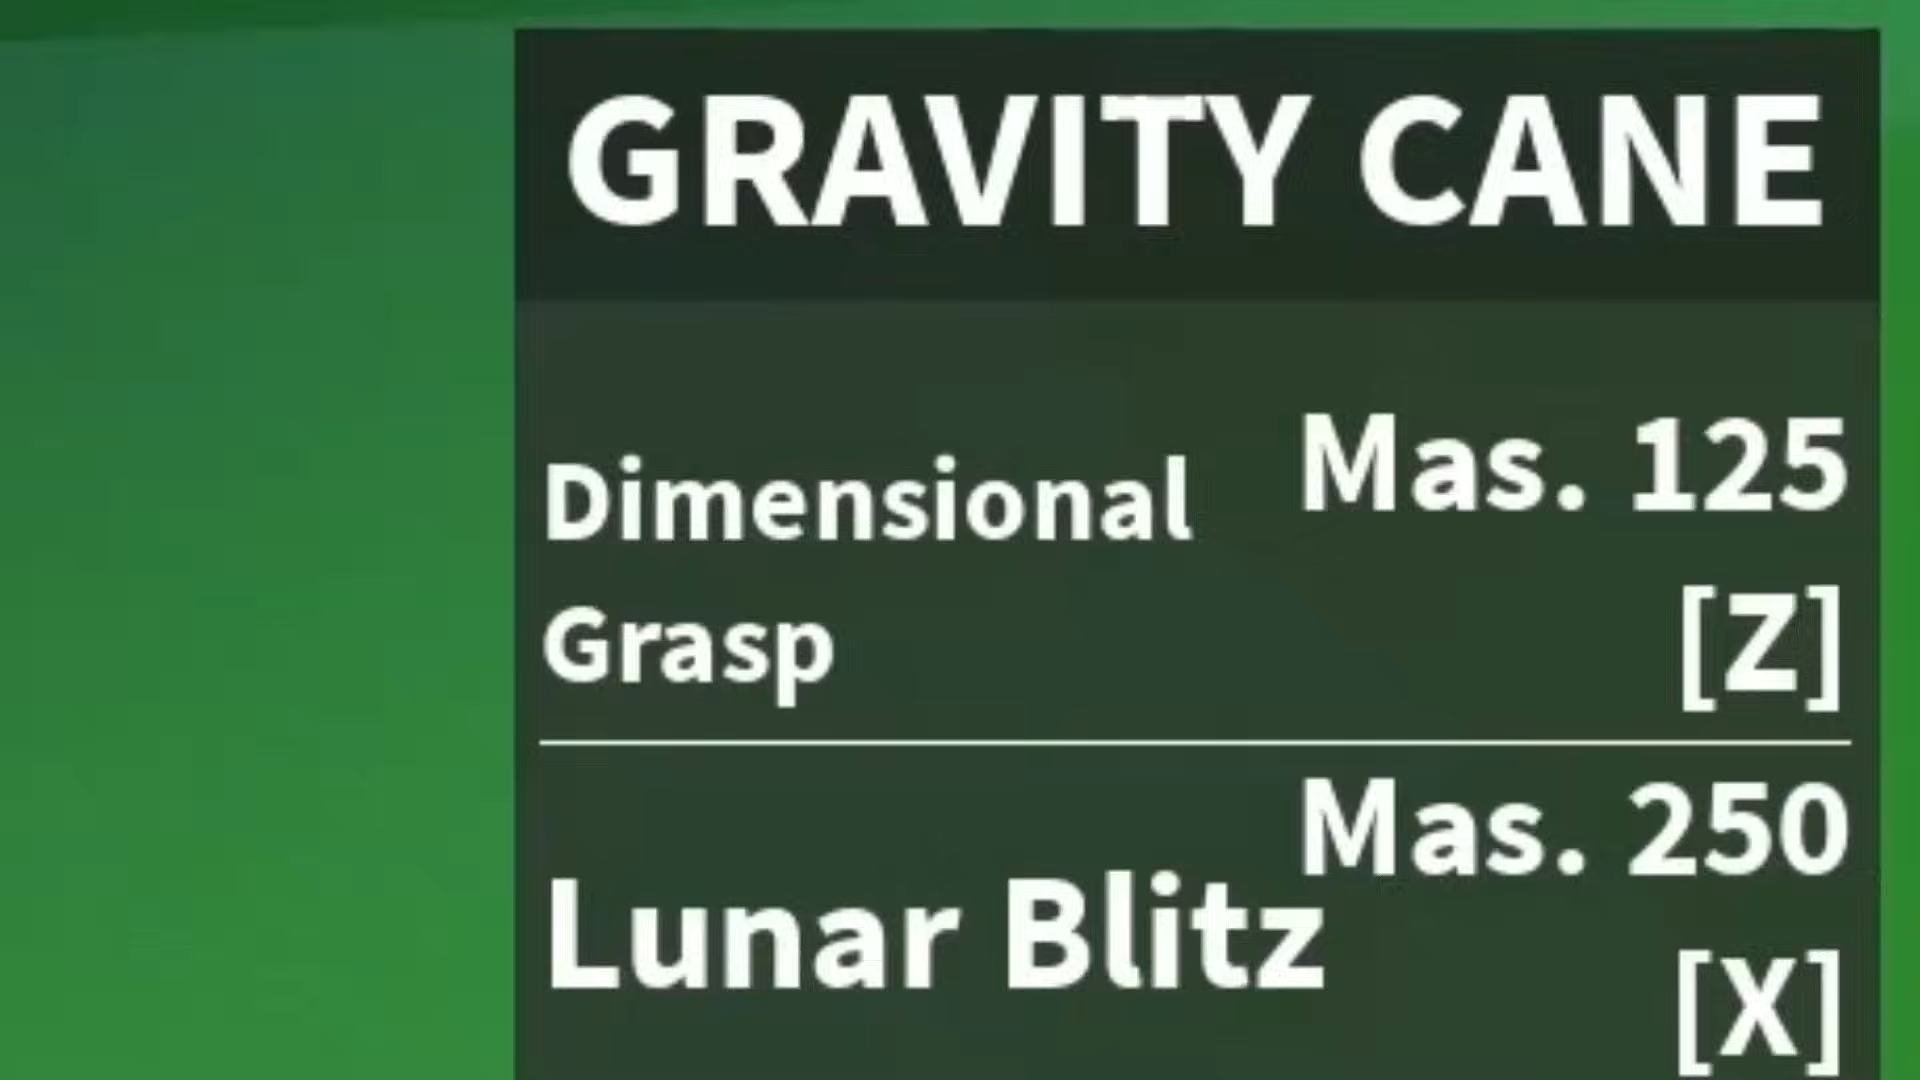 GRAVITY CANE
Dimensional Mas. 125
Grasp [Z]
Mas. 250
Lunar Blitz
[X]